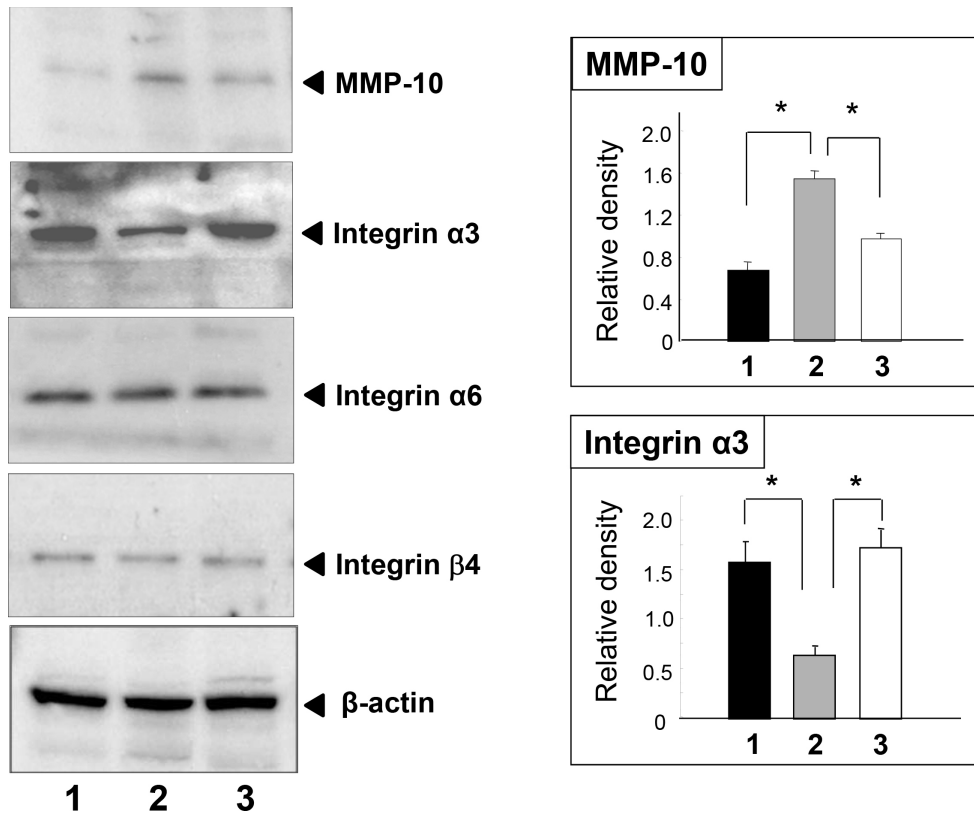 MMP-10
Integrin α3
Integrin α6
Integrin β4
β-actin
1 2 3
MMP-10
Relative density
2.0
1.6
1.2
0.8
0.4
0
* *
1 2 3
Integrin α3
Relative density
2.0
1.5
1.0
0.5
0
* *
1 2 3